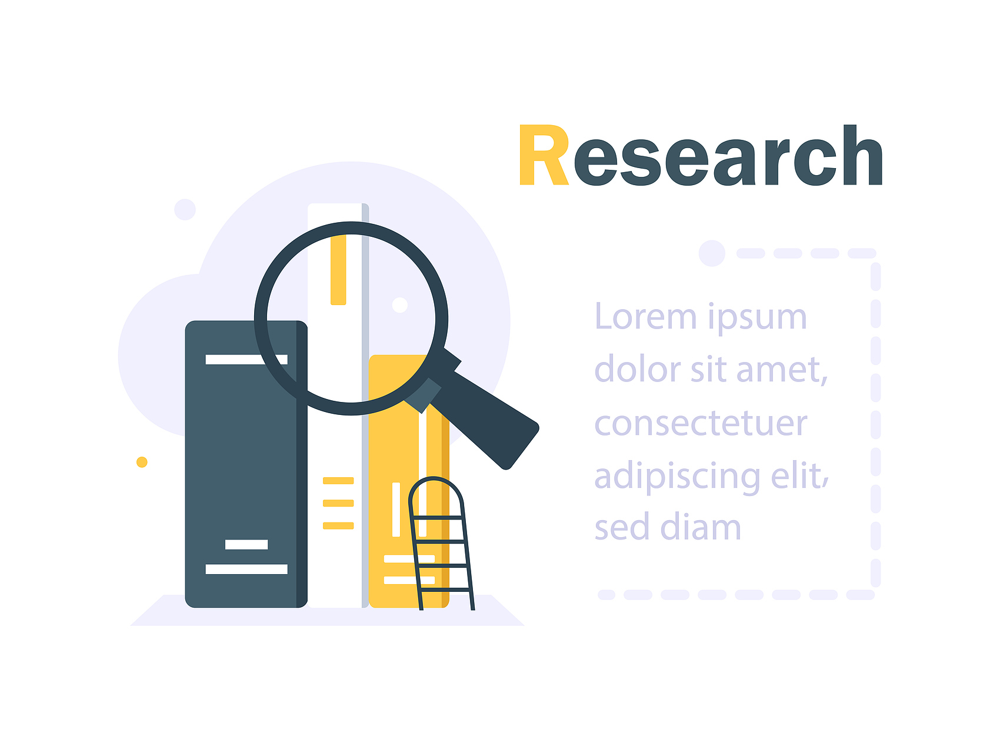 Research
Lorem ipsum
dolor sit amet,
consectetuer
adipiscing elit,
sed diam